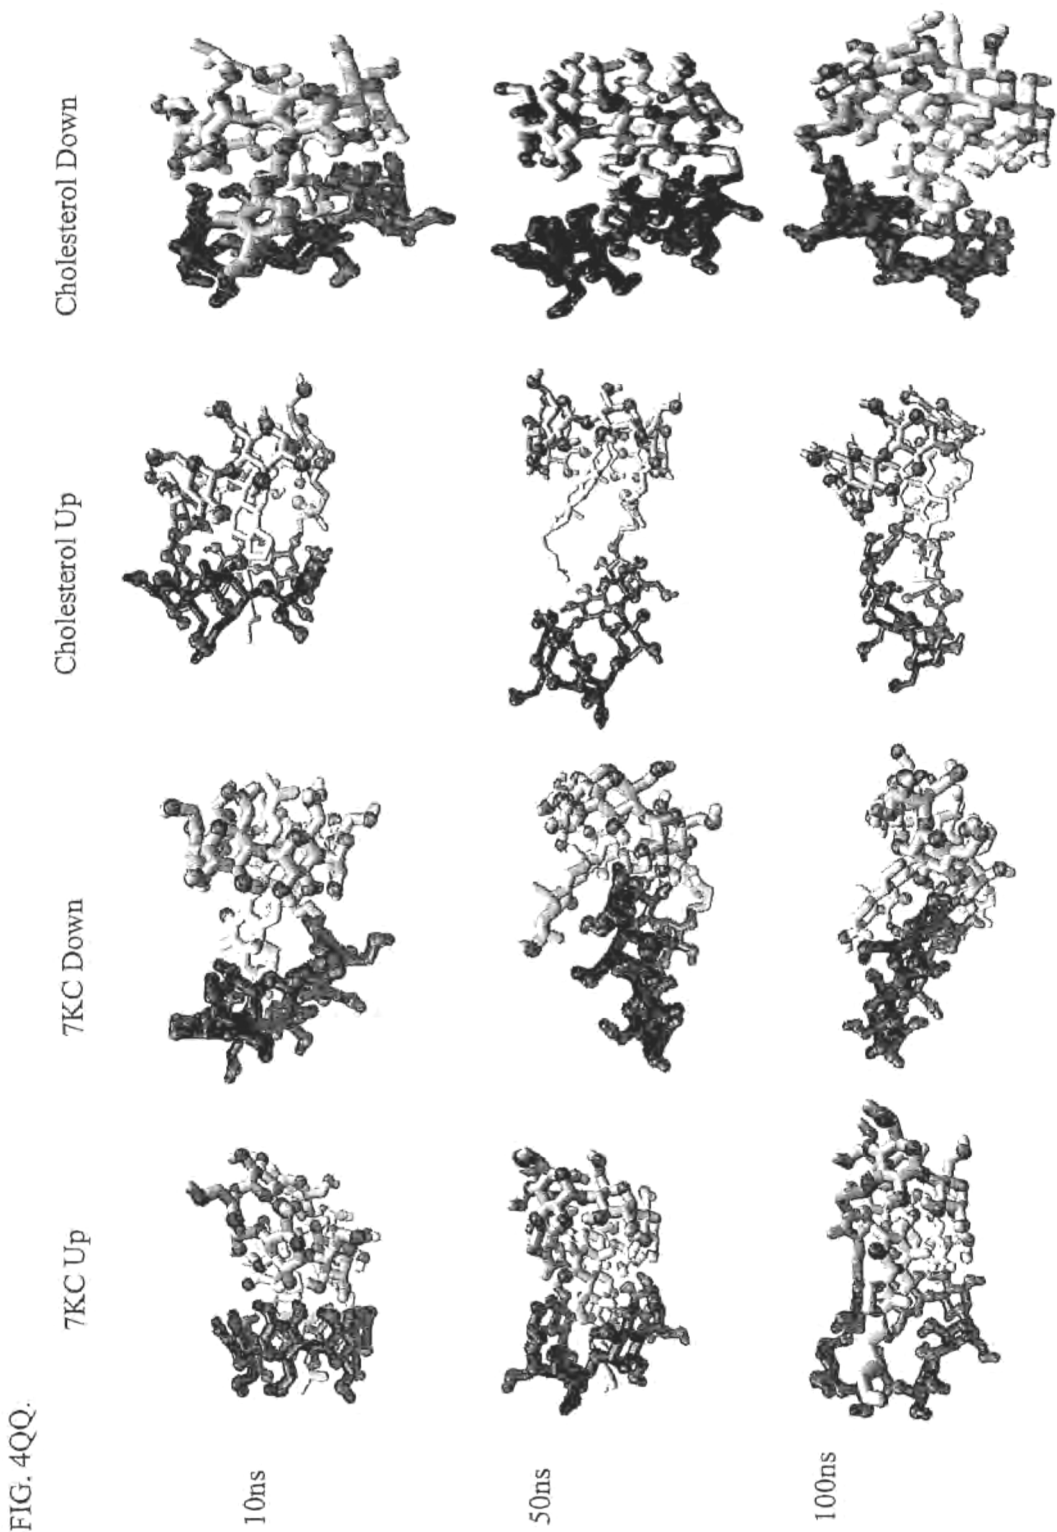 FIG. 4QQ.
7KC Up
7KC Down
Cholesterol Up
Cholesterol Down
10ns
50ns
100ns